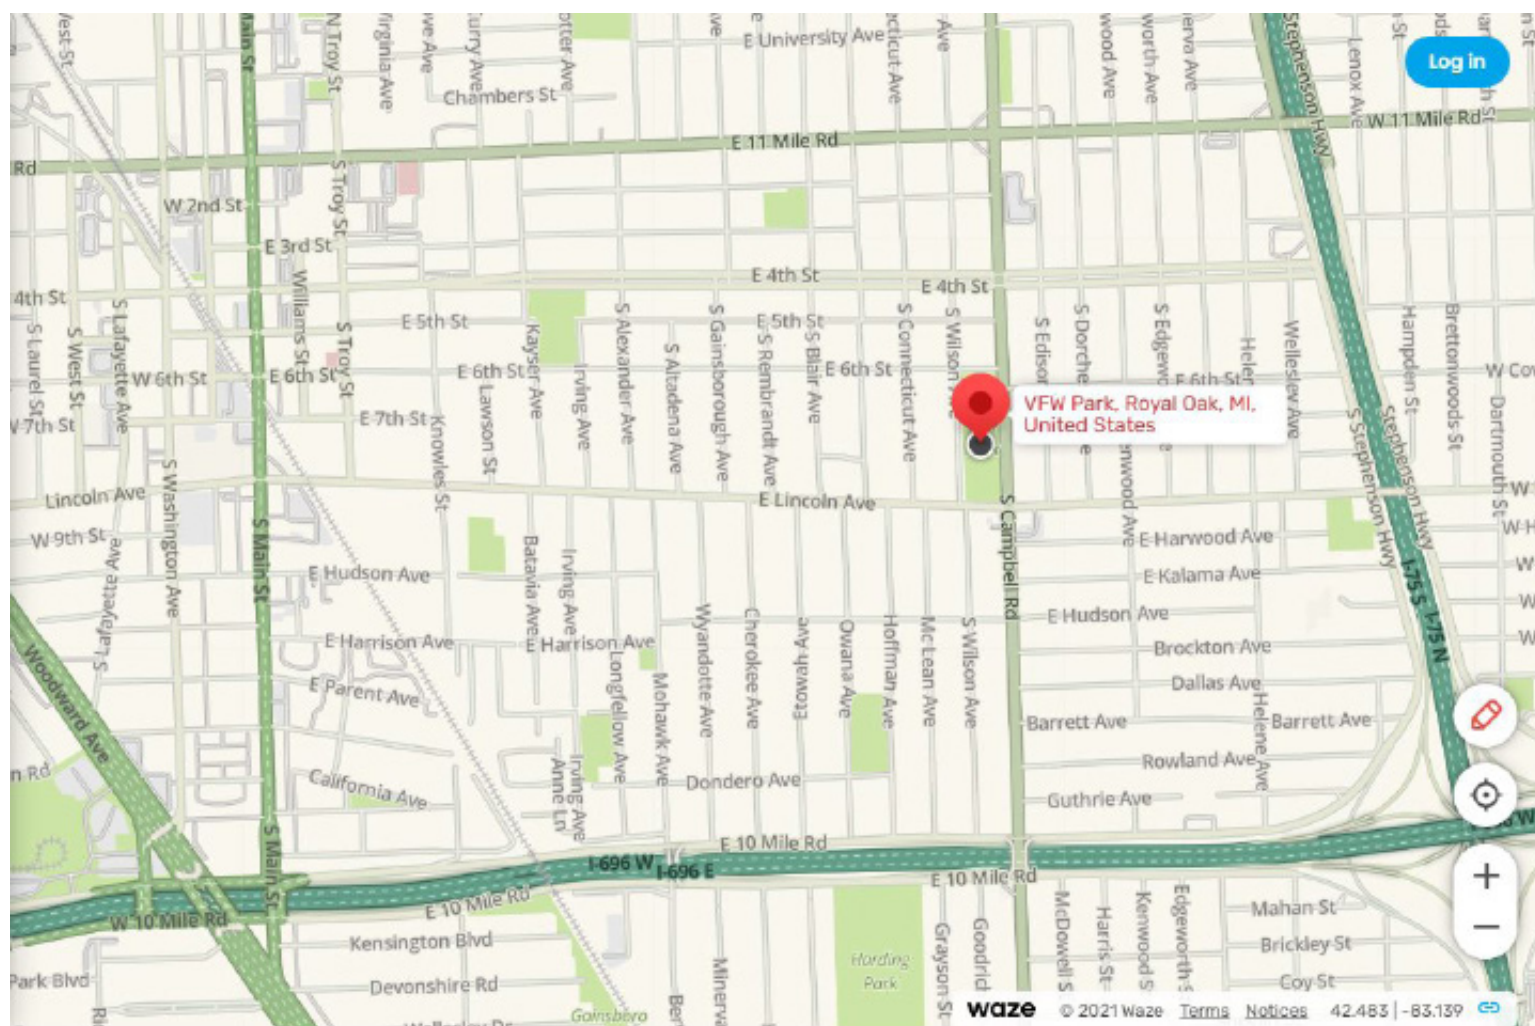 Main St
N Troy St
E University Ave
Stephenson Hwy
Lenox Ave
Log in
Chambers St
E 11 Mile Rd
W 11 Mile Rd
Rd
S Troy St
W 2nd St
E 3rd St
E 4th St
E 4th St
4th St
Williams St
S Lafayette Ave
S Laurel St
S West St
S Troy St
E 5th St
E 5th St
Kayser Ave
S Alexander Ave
S Gainsborough Ave
S Rembrandt Ave
S Blair Ave
S Connecticut Ave
S Altadena Ave
Irving Ave
Hampden St
Brettonwoods St
Wellesley Ave
W 6th St
E 6th St
E 6th St
E 6th St
E 6th St
VFW Park, Royal Oak, MI,
United States
E 7th St
Lawson St
Knowles St
S Stephenson Hwy
Stephenson Hwy
Dartmouth St
Lincoln Ave
E Lincoln Ave
S Washington Ave
S Main St
W 9th St
S Lafayette Ave
S Campbell Rd
E Harwood Ave
E Kalama Ave
I-75 S
I-75 N
Hudson Ave
Batavia Ave
Irving Ave
E Hudson Ave
E Harrison Ave
E Harrison Ave
Wyandotte Ave
Cherokee Ave
Etowah Ave
Owana Ave
Hoffman Ave
McLean Ave
S Wilson Ave
Brockton Ave
Woodward Ave
E Parent Ave
Longfellow Ave
Mohawk Ave
Dallas Ave
Barrett Ave
Helene Ave
Barrett Ave
California Ave
Anne Ln
Irving Ave
Dondero Ave
Rowland Ave
Guthrie Ave
S Main St
E 10 Mile Rd
I-696 W
I-696 E
E 10 Mile Rd
W 10 Mile Rd
E 10 Mile Rd
Kensington Blvd
Grayson St
Harris St
Mahan St
Brickley St
Park Blvd
Devonshire Rd
Harding
Park
Coy St
Gainsboro
waze
© 2021 Waze Terms Notices 42.483 | -83.139